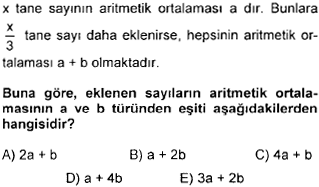 x tane sayının aritmetik ortalaması a dır. Bunlara
x/3 tane sayı daha eklenirse, hepsinin aritmetik or-
talaması a + b olmaktadır.
Buna göre, eklenen sayıların aritmetik ortala-
masının a ve b türünden eşiti aşağıdakilerden
hangisidir?
A) 2a + b B) a + 2b C) 4a + b
D) a + 4b E) 3a + 2b